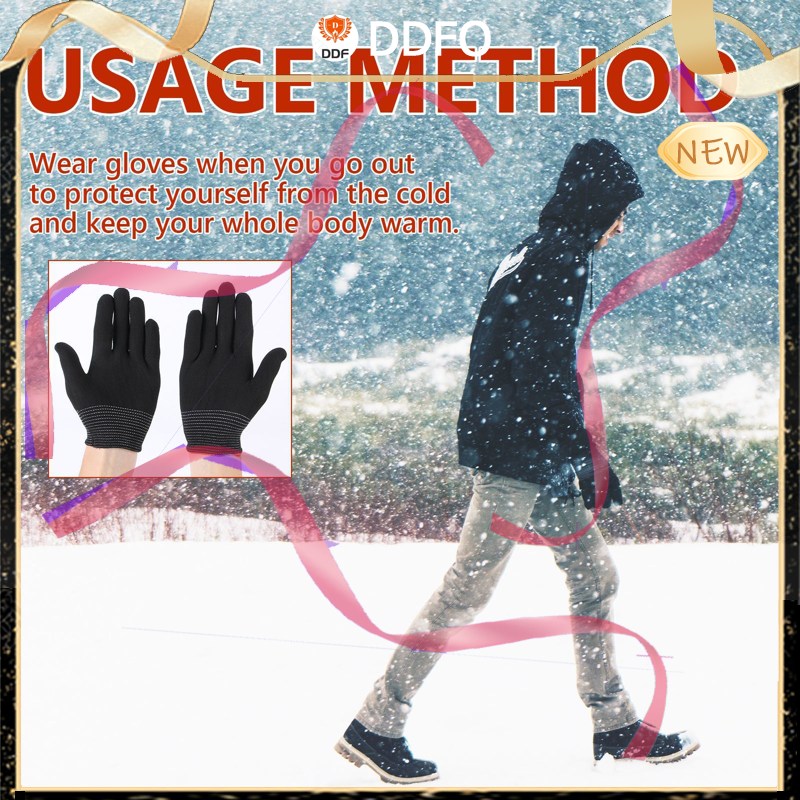 DDF
DDFQ
USAGE METHOD
NEW
Wear gloves when you go out
to protect yourself from the cold
and keep your whole body warm.